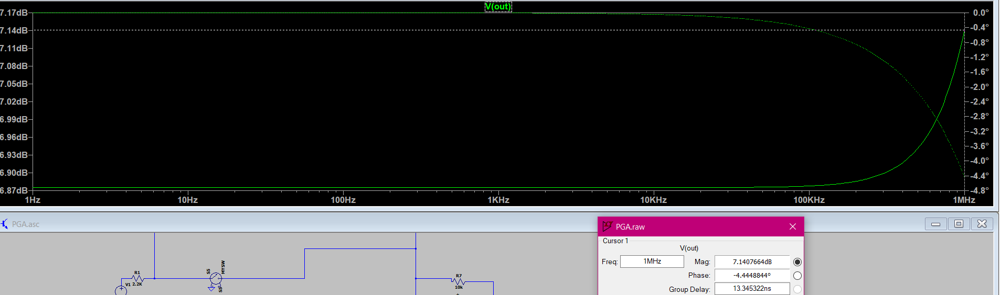 V(out)
7.17dB
7.14dB
7.11dB
7.08dB
7.05dB
7.02dB
6.99dB
6.96dB
6.93dB
6.90dB
6.87dB
0.0°
-0.4°
-0.8°
-1.2°
-1.6°
-2.0°
-2.4°
-2.8°
-3.2°
-3.6°
-4.0°
-4.4°
-4.8°
1Hz 10Hz 100Hz 1KHz 10KHz 100KHz 1MHz
PGA.asc
R1
2.2K
V1
S5
MYSW
S5
R7
10k
PGA.raw
Cursor 1
V(out)
Freq: 1MHz Mag: 7.1407664dB
Phase: -4.4448844°
Group Delay: 13.345322ns